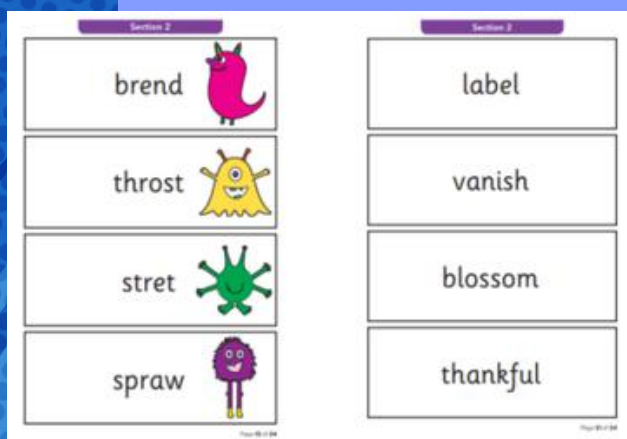 Section 2
brend
throst
stret
spraw
Section 2
label
vanish
blossom
thankful